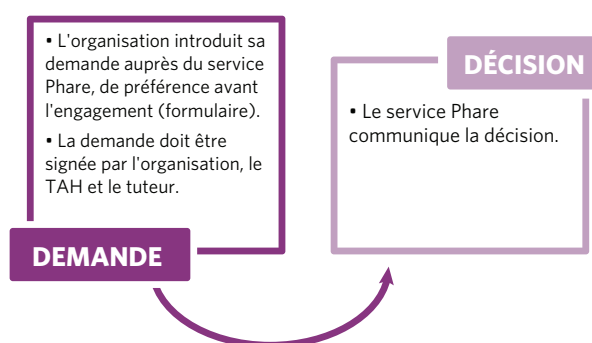 • L'organisation introduit sa
demande auprès du service
Phare, de préférence avant
l'engagement (formulaire).
• La demande doit être
signée par l'organisation, le
TAH et le tuteur.
DEMANDE
DÉCISION
• Le service Phare
communique la décision.